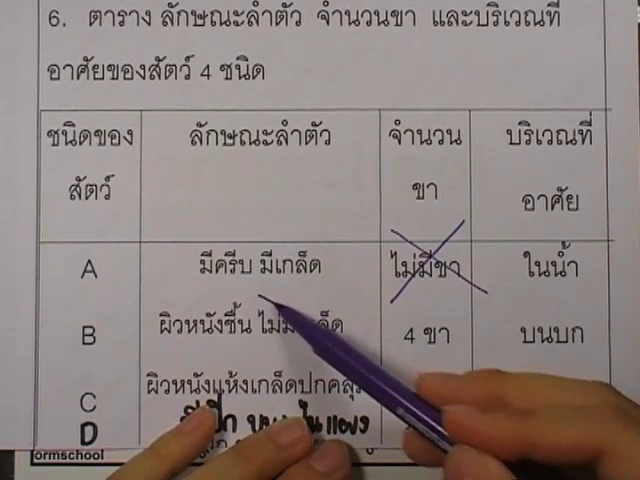 6. ตาราง ลักษณะลำตัว จำนวนขา และบริเวณที่
อาศัยของสัตว์ 4 ชนิด
ชนิดของ ลักษณะลำตัว จำนวน บริเวณที่
สัตว์ ขา อาศัย
A มีครีบ มีเกล็ด ไม่มีขา ในน้ำ
B ผิวหนังชื้น 4 ขา บนบก
C ผิวหนังแห้งเกล็ดปกคลุม
D
ormschool